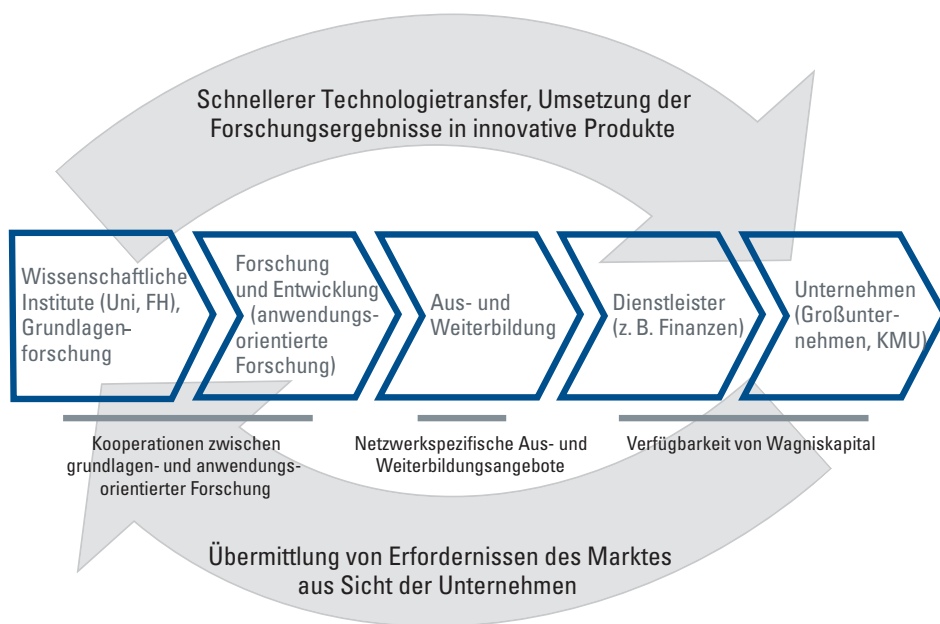 Schnellerer Technologietransfer, Umsetzung der
Forschungsergebnisse in innovative Produkte
Wissenschaftliche
Institute (Uni, FH),
Grundlagen-
forschung
Forschung
und Entwicklung
(anwendungs-
orientierte
Forschung)
Aus- und
Weiterbildung
Dienstleister
(z. B. Finanzen)
Unternehmen
(Großunter-
nehmen, KMU)
Kooperationen zwischen
grundlagen- und anwendungs-
orientierter Forschung
Netzwerkspezifische Aus- und
Weiterbildungsangebote
Verfügbarkeit von Wagniskapital
Übermittlung von Erfordernissen des Marktes
aus Sicht der Unternehmen